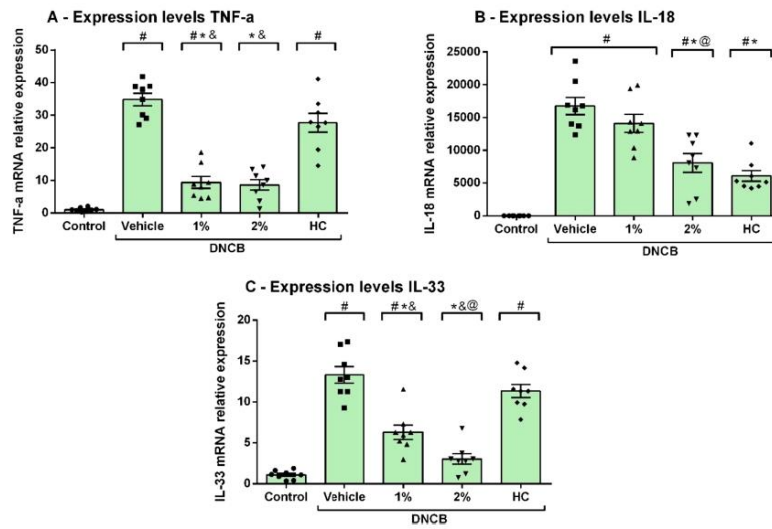 A - Expression levels TNF-a
TNF-a mRNA relative expression
50
40
30
20
10
0
#
#*&
*&
#
Control
Vehicle
1%
2%
HC
DNCB
B - Expression levels IL-18
IL-18 mRNA relative expression
25000
20000
15000
10000
5000
0
#
#*@
#*
Control
Vehicle
1%
2%
HC
DNCB
C - Expression levels IL-33
IL-33 mRNA relative expression
20
15
10
5
0
#
#*&
*&@
#
Control
Vehicle
1%
2%
HC
DNCB